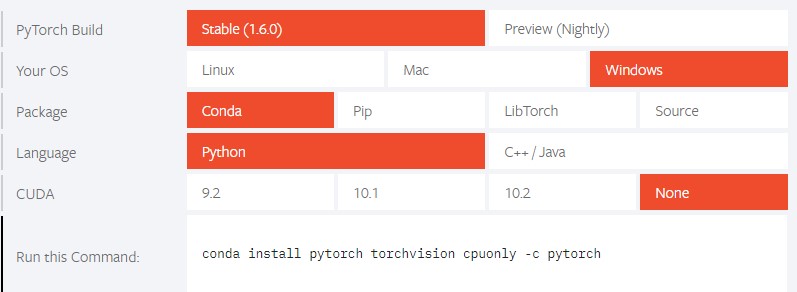 PyTorch Build Stable (1.6.0) Preview (Nightly)
Your OS Linux Mac Windows
Package Conda Pip LibTorch Source
Language Python C++ / Java
CUDA 9.2 10.1 10.2 None
Run this Command: conda install pytorch torchvision cpuonly -c pytorch